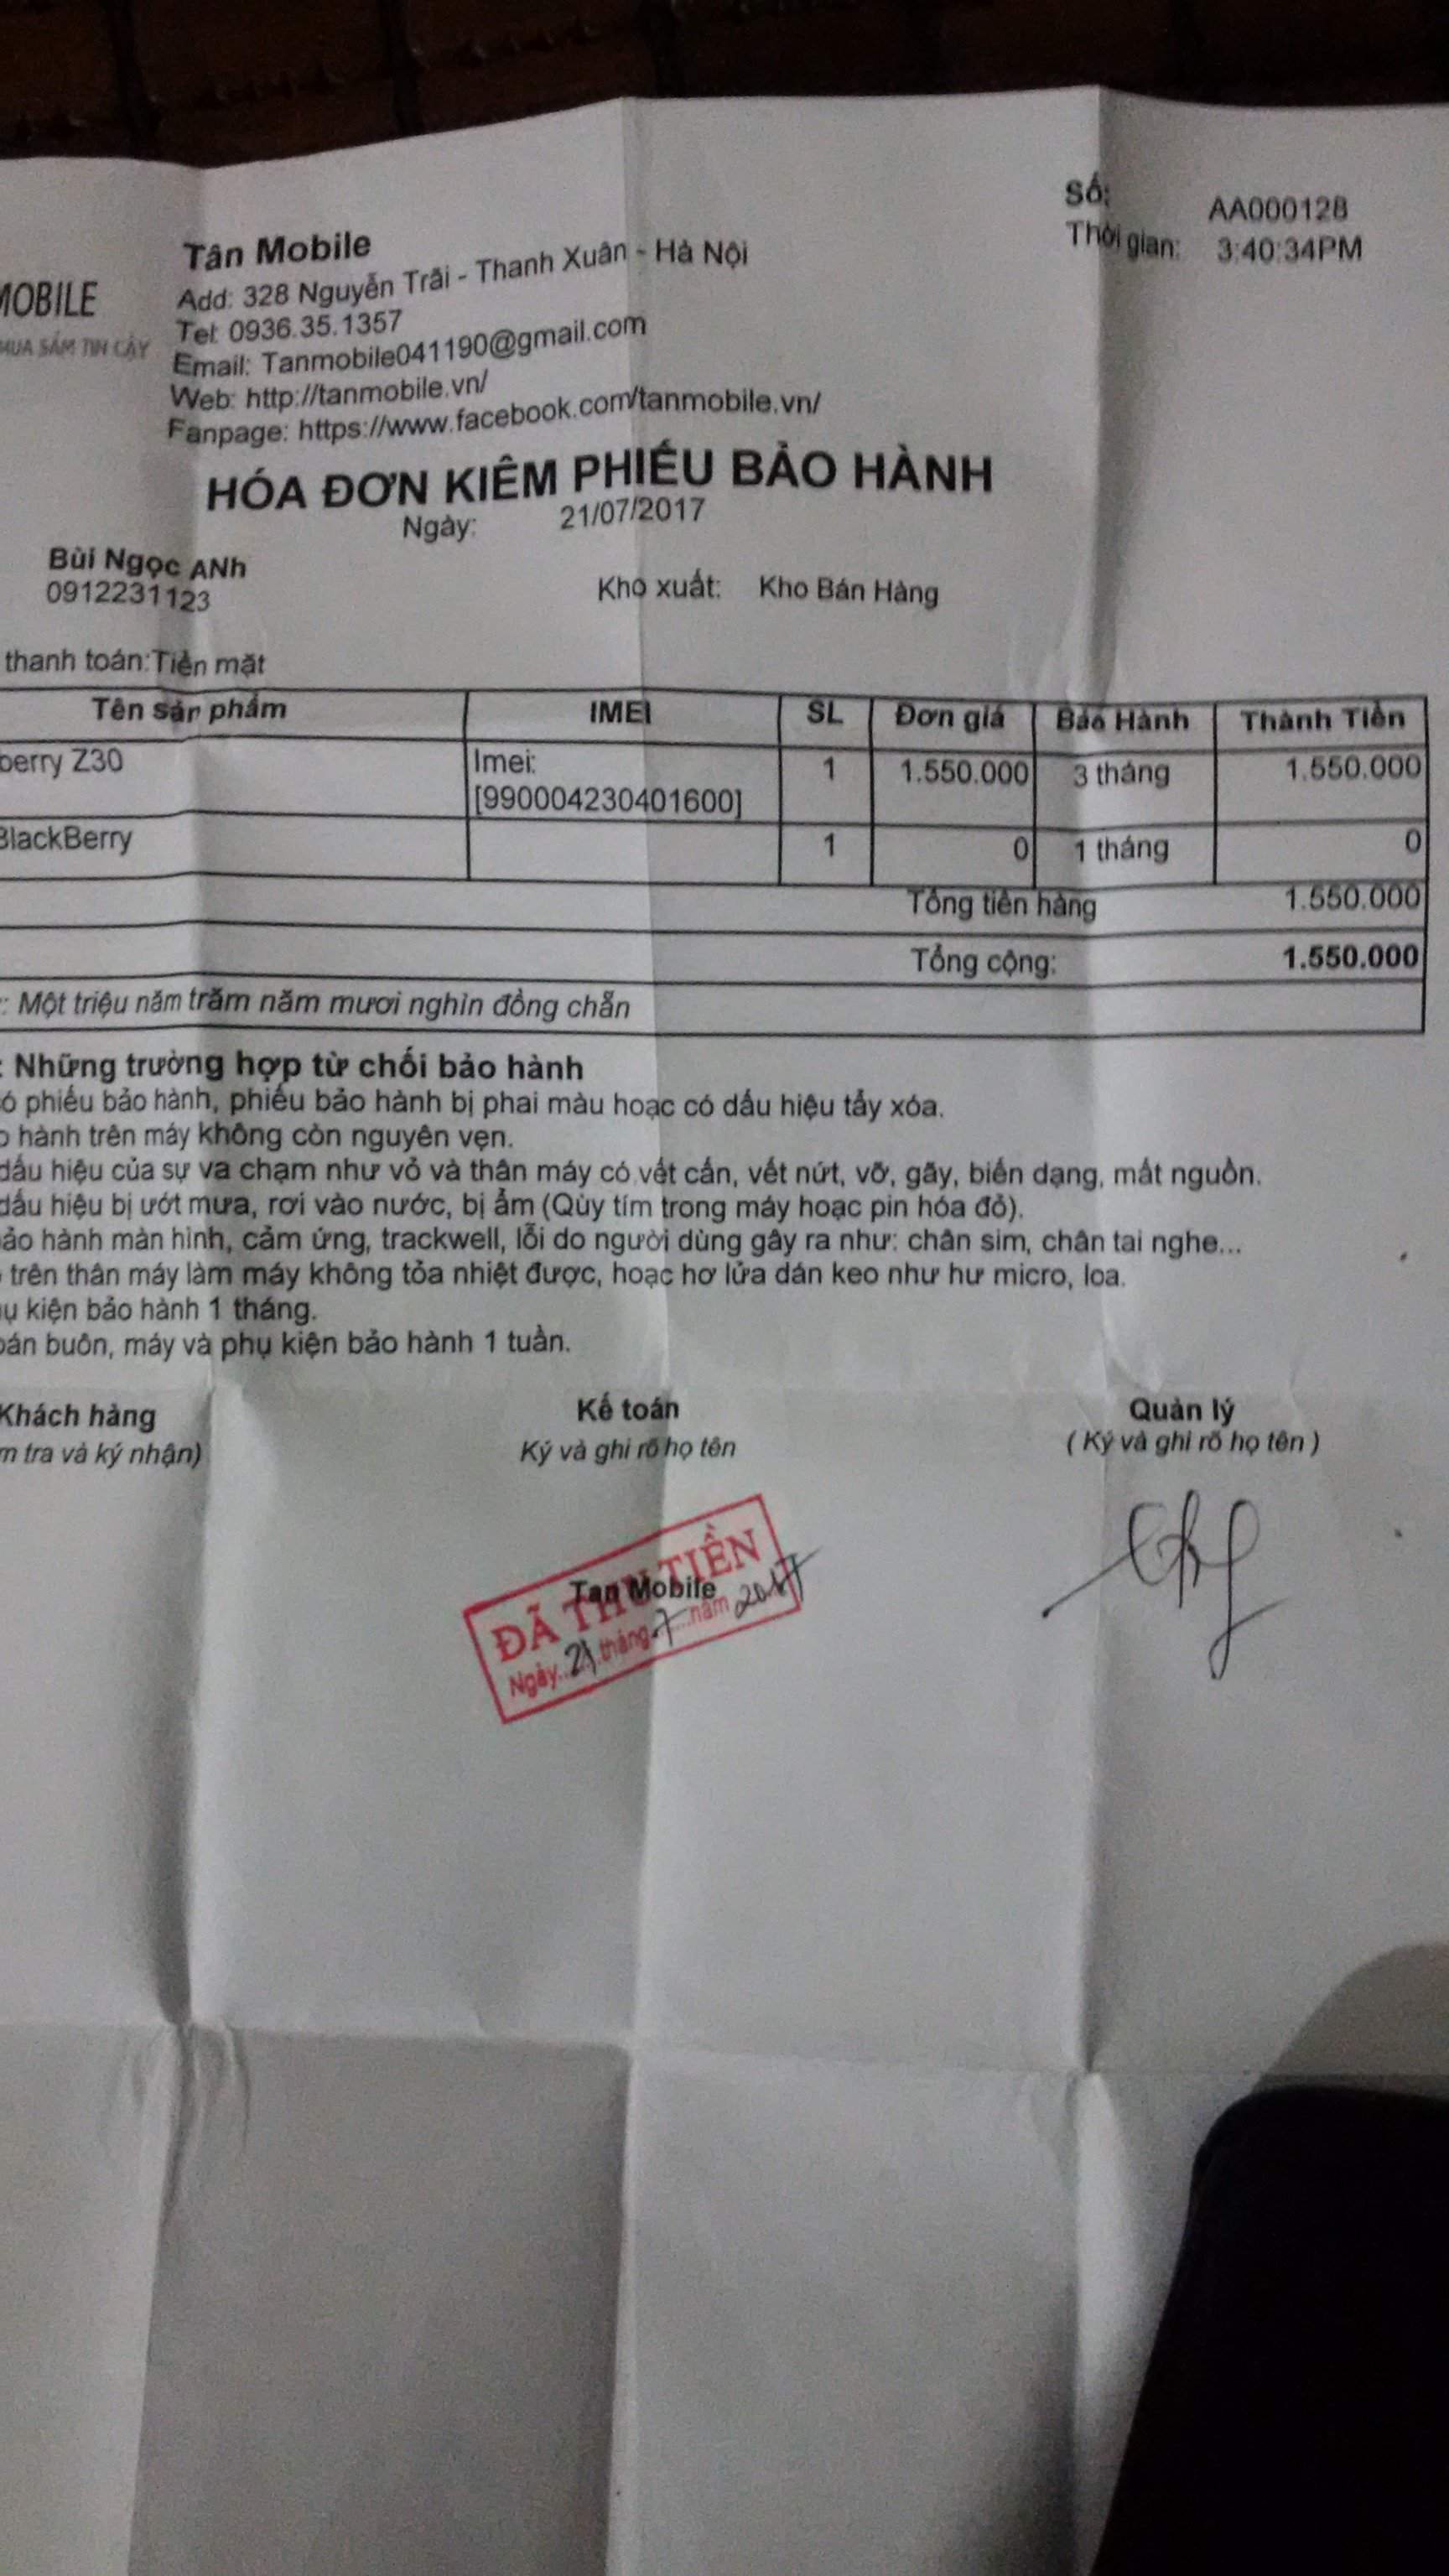 Số: AA000128
Thời gian: 3:40:34PM
MOBILE
MUA SẮM TIN CẬY
Tân Mobile
Add: 328 Nguyễn Trãi - Thanh Xuân - Hà Nội
Tel: 0936.35.1357
Email: Tanmobile041190@gmail.com
Web: http://tanmobile.vn/
Fanpage: https://www.facebook.com/tanmobile.vn/
HÓA ĐƠN KIÊM PHIẾU BẢO HÀNH
Ngày: 21/07/2017
Bùi Ngọc ANh
0912231123
Kho xuất: Kho Bán Hàng
thanh toán:Tiền mặt
Tên sản phẩm IMEI SL Đơn giá Bảo Hành Thành Tiền
berry Z30 Imei: 1 1.550.000 3 tháng 1.550.000
[990004230401600]
BlackBerry 1 0 1 tháng 0
Tổng tiền hàng 1.550.000
Tổng cộng: 1.550.000
: Một triệu năm trăm năm mươi nghìn đồng chẵn
: Những trường hợp từ chối bảo hành
ó phiếu bảo hành, phiếu bảo hành bị phai màu hoạc có dấu hiệu tẩy xóa.
o hành trên máy không còn nguyên vẹn.
dấu hiệu của sự va chạm như vỏ và thân máy có vết cấn, vết nứt, vỡ, gãy, biến dạng, mất nguồn.
dấu hiệu bị ướt mưa, rơi vào nước, bị ẩm (Qùy tím trong máy hoạc pin hóa đỏ).
ảo hành màn hình, cảm ứng, trackwell, lỗi do người dùng gây ra như: chân sim, chân tai nghe...
trên thân máy làm máy không tỏa nhiệt được, hoạc hơ lửa dán keo như hư micro, loa.
ụ kiện bảo hành 1 tháng.
bán buôn, máy và phụ kiện bảo hành 1 tuần.
Khách hàng Kế toán Quản lý
m tra và ký nhận) Ký và ghi rõ họ tên ( Ký và ghi rõ họ tên )
ĐÃ THU TIỀN
Tan Mobile
Ngày 21 tháng 7 năm 2017